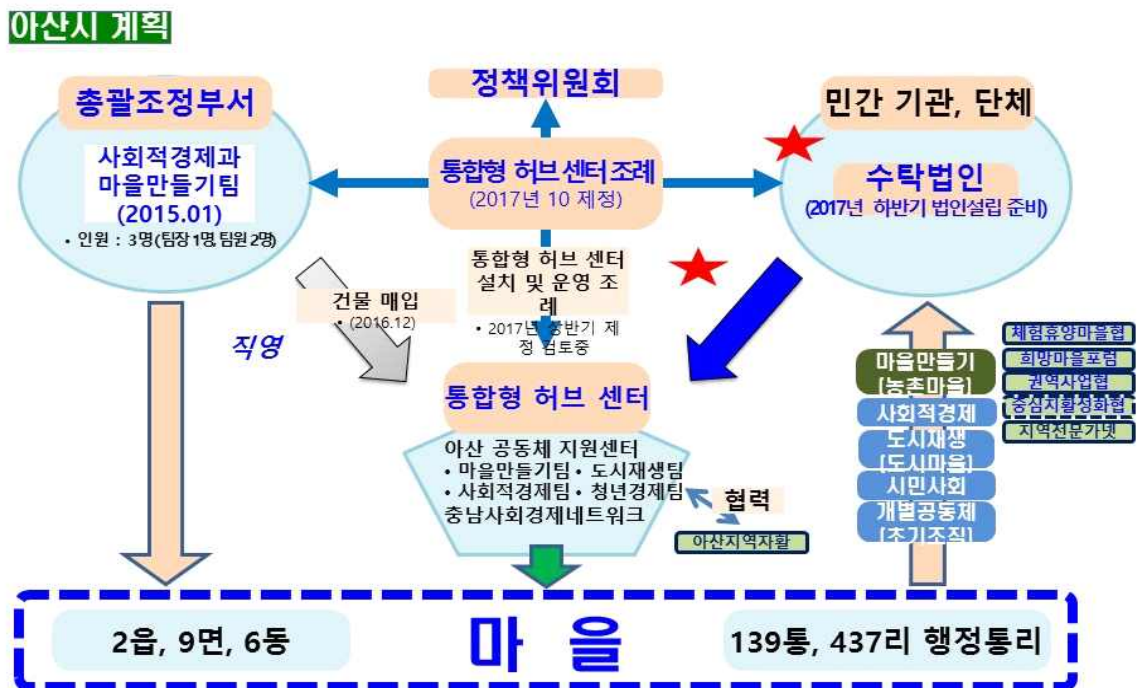 아산시 계획
총괄조정부서
사회적경제과
마을만들기팀
(2015.01)
• 인원 : 3명(팀장 1명, 팀원 2명)
정책위원회
통합형 허브 센터 조례
(2017년 10 제정)
민간 기관, 단체
수탁법인
(2017년 하반기 법인설립 준비)
통합형 허브 센터
설치 및 운영 조
례
• 2017년 상반기 제
정 검토중
건물 매입
• (2016.12)
직영
통합형 허브 센터
아산 공동체 지원센터
• 마을만들기팀 • 도시재생팀
• 사회적경제팀 • 청년경제팀
충남사회경제네트워크
협력
아산지역자활
마을만들기
(농촌마을)
사회적경제
도시재생
(도시마을)
시민사회
개별공동체
(초기조직)
체험휴양마을협
희망마을포럼
권역사업협
중심지활성화협
지역전문가넷
2읍, 9면, 6동
마 을
139통, 437리 행정통리